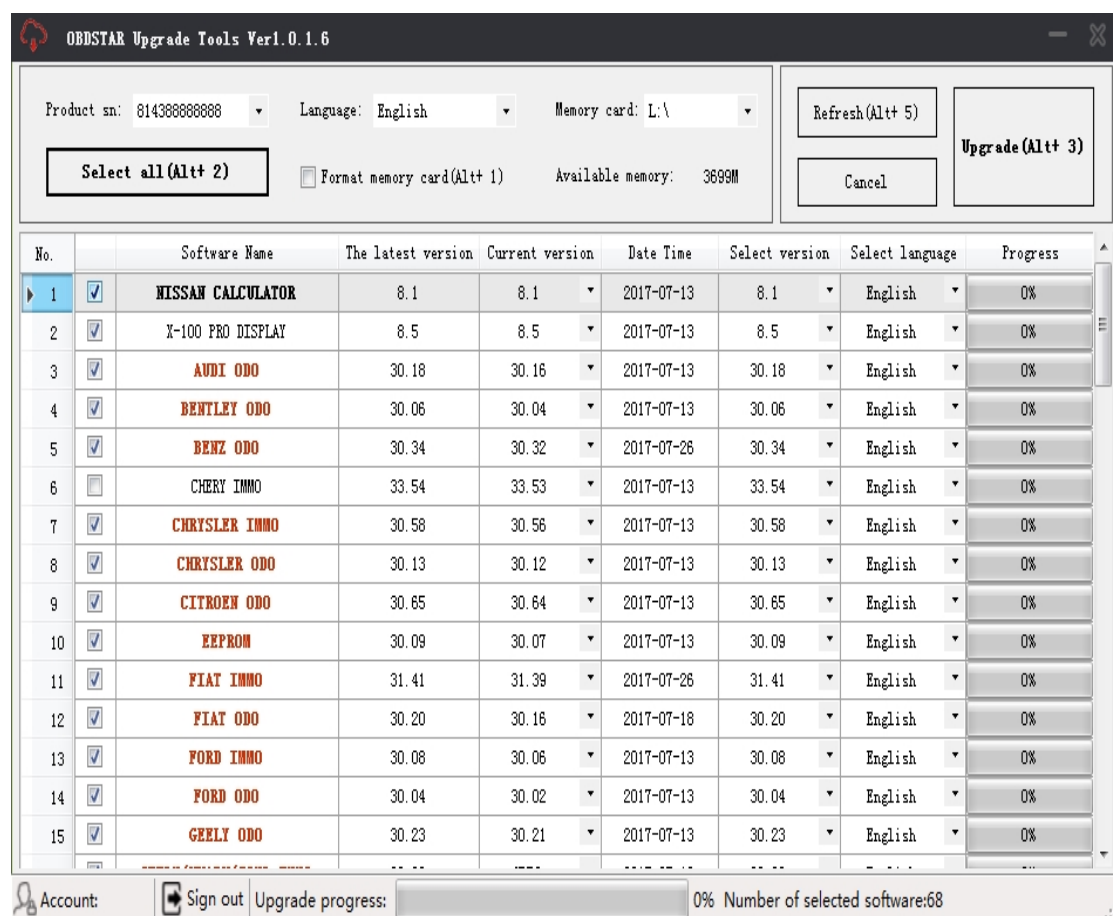 OBDSTAR Upgrade Tools Ver1.0.1.6
Product sn: 814388888888 Language: English Memory card: L:\ Refresh(Alt+ 5) Upgrade(Alt+ 3)
Select all(Alt+ 2) Format memory card(Alt+ 1) Available memory: 3699M Cancel
No. Software Name The latest version Current version Date Time Select version Select language Progress
1 NISSAN CALCULATOR 8.1 8.1 2017-07-13 8.1 English 0%
2 X-100 PRO DISPLAY 8.5 8.5 2017-07-13 8.5 English 0%
3 AUDI ODO 30.18 30.16 2017-07-13 30.18 English 0%
4 BENTLEY ODO 30.06 30.04 2017-07-13 30.06 English 0%
5 BENZ ODO 30.34 30.32 2017-07-26 30.34 English 0%
6 CHERY IMMO 33.54 33.53 2017-07-13 33.54 English 0%
7 CHRYSLER IMMO 30.58 30.56 2017-07-13 30.58 English 0%
8 CHRYSLER ODO 30.13 30.12 2017-07-13 30.13 English 0%
9 CITROEN ODO 30.65 30.64 2017-07-13 30.65 English 0%
10 EEPROM 30.09 30.07 2017-07-13 30.09 English 0%
11 FIAT IMMO 31.41 31.39 2017-07-26 31.41 English 0%
12 FIAT ODO 30.20 30.16 2017-07-18 30.20 English 0%
13 FORD IMMO 30.08 30.06 2017-07-13 30.08 English 0%
14 FORD ODO 30.04 30.02 2017-07-13 30.04 English 0%
15 GEELY ODO 30.23 30.21 2017-07-13 30.23 English 0%
Account: Sign out Upgrade progress: 0% Number of selected software:68